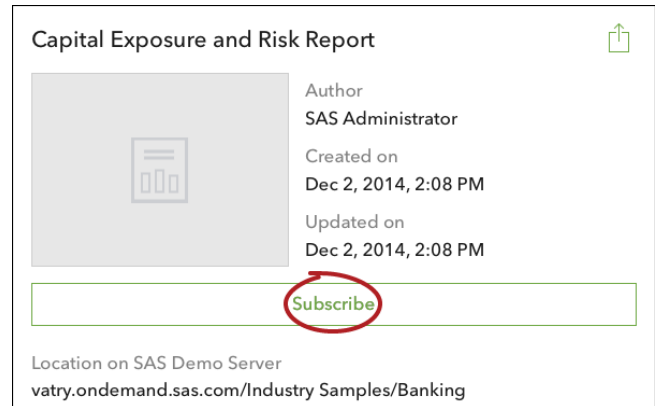 Capital Exposure and Risk Report
Author
SAS Administrator
Created on
Dec 2, 2014, 2:08 PM
Updated on
Dec 2, 2014, 2:08 PM
Subscribe
Location on SAS Demo Server
vatry.ondemand.sas.com/Industry Samples/Banking